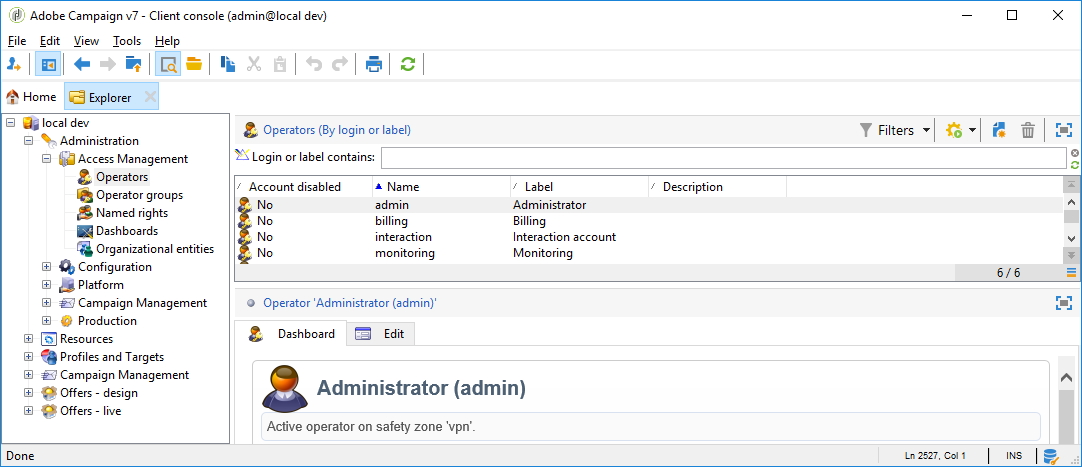 Adobe Campaign v7 - Client console (admin@local dev)
File Edit View Tools Help
Home Explorer
local dev
Administration
Access Management
Operators
Operator groups
Named rights
Dashboards
Organizational entities
Configuration
Platform
Campaign Management
Production
Resources
Profiles and Targets
Campaign Management
Offers - design
Offers - live
Operators (By login or label) Filters
Login or label contains:
Account disabled Name Label Description
No admin Administrator
No billing Billing
No interaction Interaction account
No monitoring Monitoring
6 / 6
Operator 'Administrator (admin)'
Dashboard Edit
Administrator (admin)
Active operator on safety zone 'vpn'.
Done Ln 2527, Col 1 INS